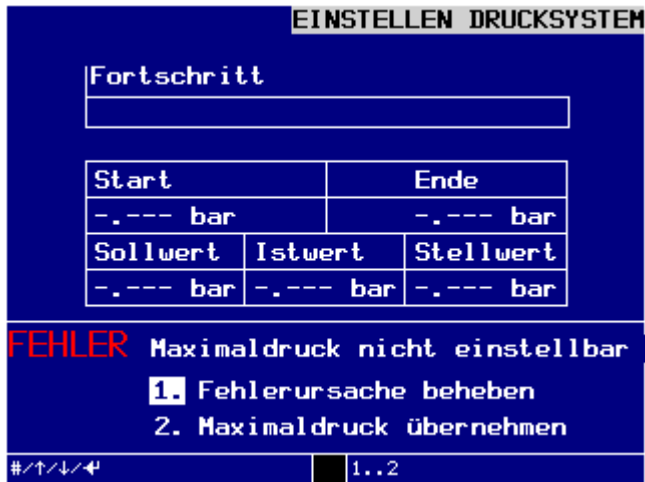 EINSTELLEN DRUCKSYSTEM
Fortschritt
Start Ende
-.--- bar -.--- bar
Sollwert Istwert Stellwert
-.--- bar -.--- bar -.--- bar
FEHLER Maximaldruck nicht einstellbar
1. Fehlerursache beheben
2. Maximaldruck übernehmen
#/↑/↓/↵ 1..2